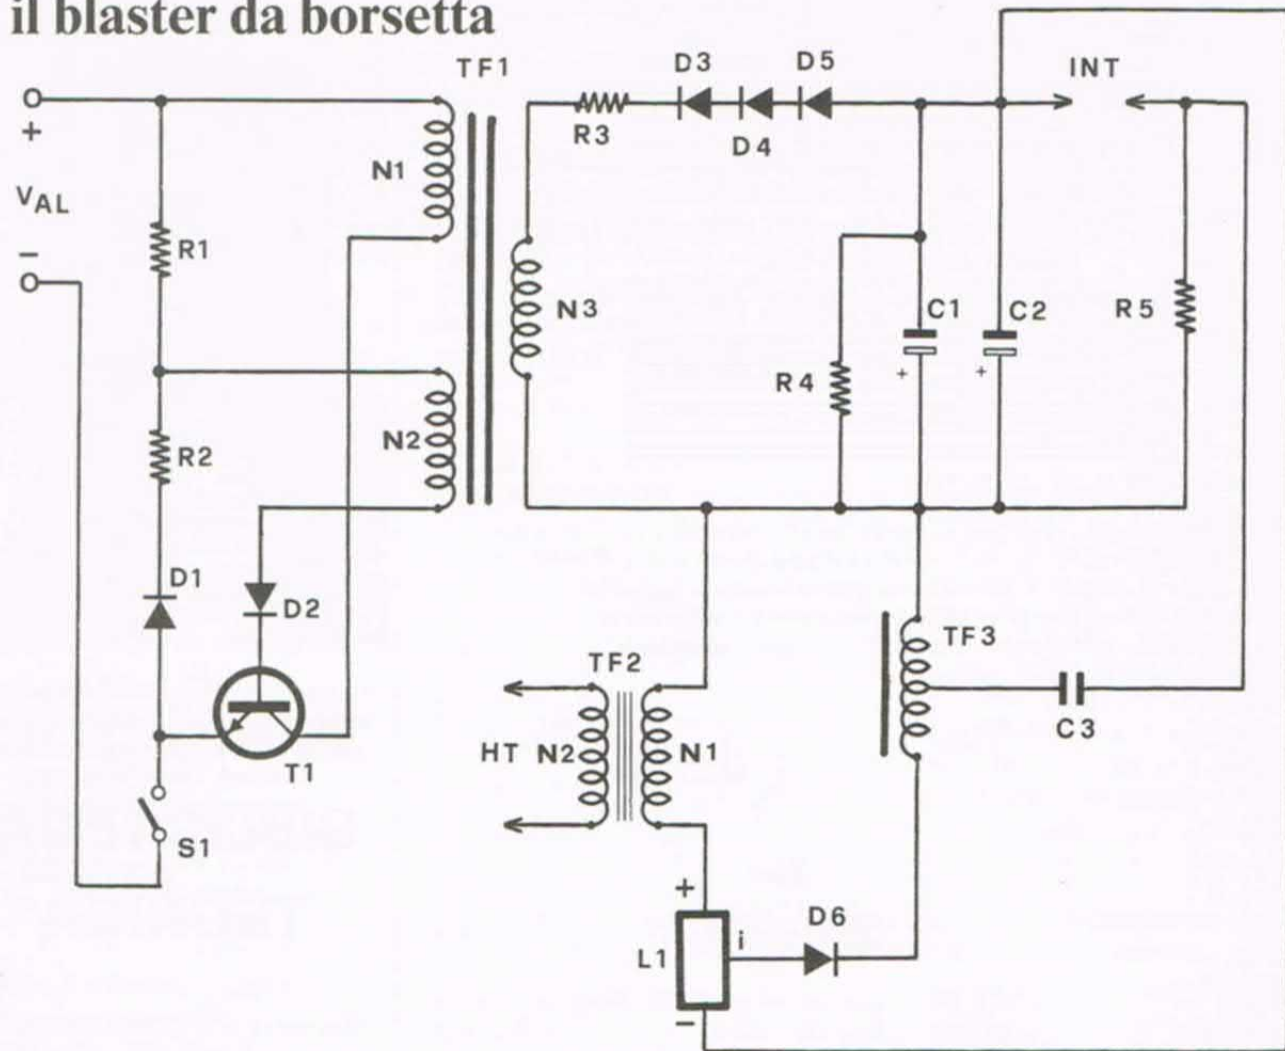 il blaster da borsetta
TF1
D3
D5
INT
+
R3
D4
N1
VAL
R1
−
N3
C1
C2
R5
R4
+
+
N2
R2
D1
D2
TF3
TF2
C3
HT
N2
N1
T1
S1
+
D6
L1
i
−